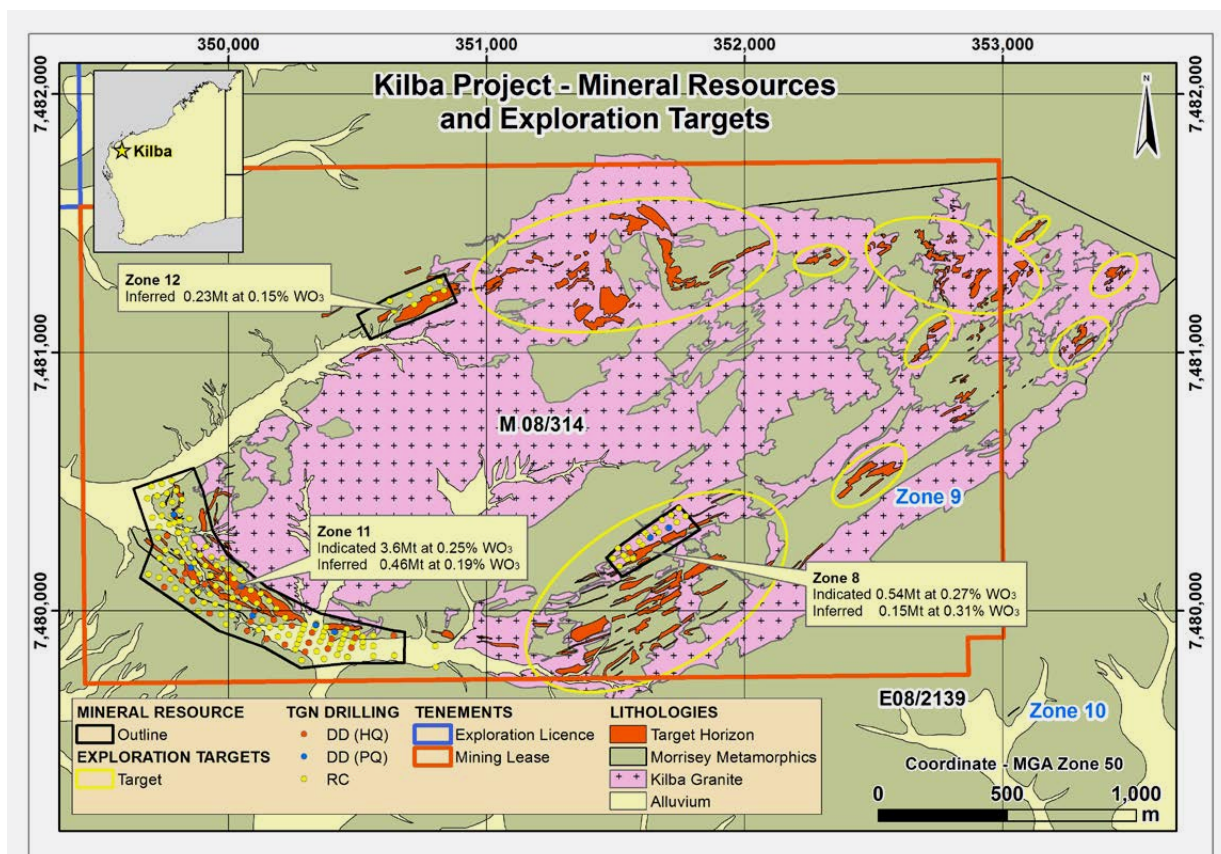 350,000
351,000
352,000
353,000
7,482,000
7,482,000
Kilba Project - Mineral Resources
and Exploration Targets
N
Kilba
Zone 12
Inferred 0.23Mt at 0.15% WO₃
7,481,000
7,481,000
M 08/314
Zone 9
Zone 11
Indicated 3.6Mt at 0.25% WO₃
Inferred 0.46Mt at 0.19% WO₃
Zone 8
Indicated 0.54Mt at 0.27% WO₃
Inferred 0.15Mt at 0.31% WO₃
7,480,000
7,480,000
E08/2139
Zone 10
MINERAL RESOURCE
Outline
EXPLORATION TARGETS
Target
TGN DRILLING
DD (HQ)
DD (PQ)
RC
TENEMENTS
Exploration Licence
Mining Lease
LITHOLOGIES
Target Horizon
Morrisey Metamorphics
Kilba Granite
Alluvium
Coordinate - MGA Zone 50
0 500 1,000
m